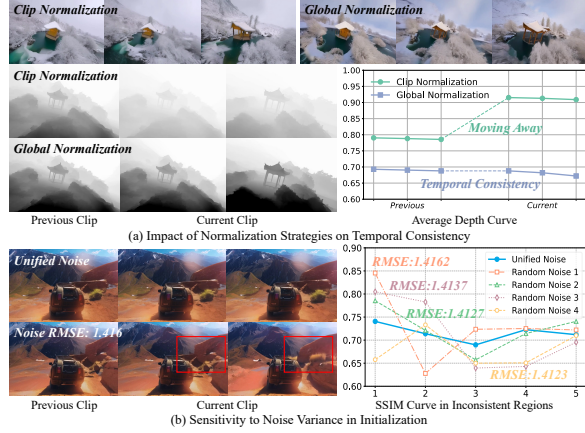 Clip Normalization
Global Normalization
Clip Normalization
Global Normalization
Previous Clip
Current Clip
1.00
0.95
0.90
0.85
0.80
0.75
0.70
0.65
0.60
Clip Normalization
Global Normalization
Moving Away
Temporal Consistency
Previous
Current
Average Depth Curve
(a) Impact of Normalization Strategies on Temporal Consistency
Unified Noise
Noise RMSE: 1.416
Previous Clip
Current Clip
0.90
0.85
0.80
0.75
0.70
0.65
0.60
RMSE:1.4162
RMSE:1.4137
RMSE:1.4127
RMSE:1.4123
Unified Noise
Random Noise 1
Random Noise 2
Random Noise 3
Random Noise 4
1 2 3 4 5
SSIM Curve in Inconsistent Regions
(b) Sensitivity to Noise Variance in Initialization